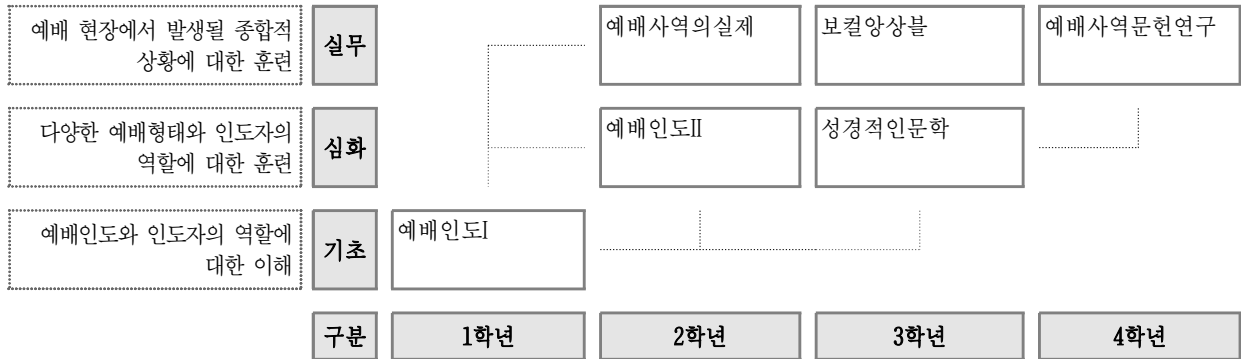 예배 현장에서 발생될 종합적
상황에 대한 훈련
실무
예배사역의실제
보컬앙상블
예배사역문헌연구
다양한 예배형태와 인도자의
역할에 대한 훈련
심화
예배인도Ⅱ
성경적인문학
예배인도와 인도자의 역할에
대한 이해
기초
예배인도Ⅰ
구분
1학년
2학년
3학년
4학년